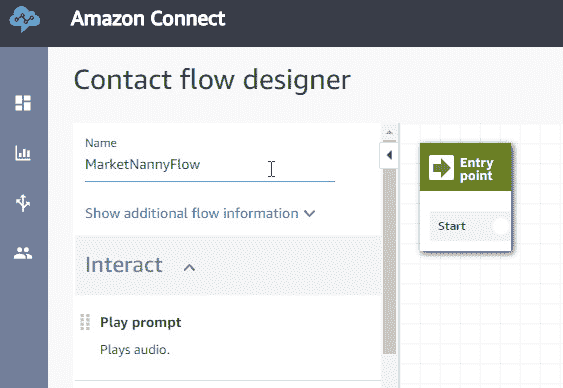 Amazon Connect
Contact flow designer
Name
MarketNannyFlow
Show additional flow information
Interact
Play prompt
Plays audio.
Entry
point
Start